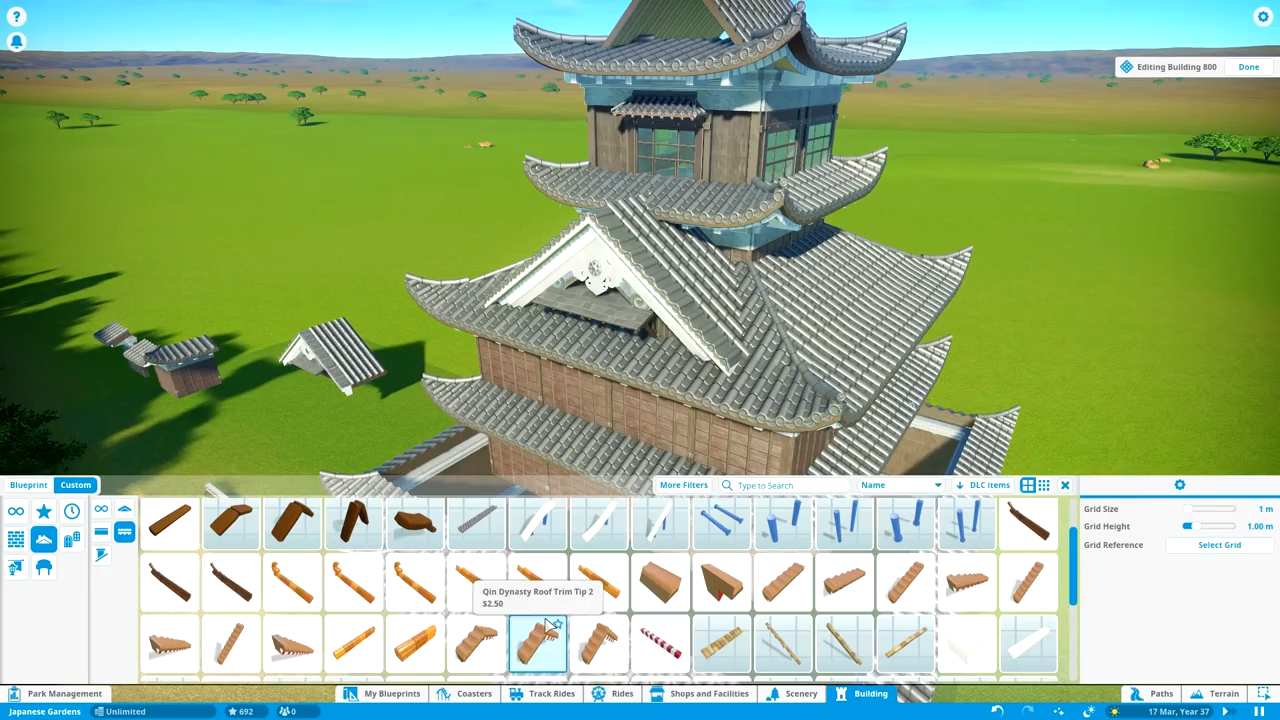 ?
Editing Building 800 Done
Blueprint Custom
More Filters Type to Search Name DLC items
Grid Size 1 m
Grid Height 1.00 m
Grid Reference Select Grid
Qin Dynasty Roof Trim Tip 2
$2.50
Park Management My Blueprints Coasters Track Rides Rides Shops and Facilities Scenery Building Paths Terrain
Japanese Gardens Unlimited 692 0 17 Mar, Year 37